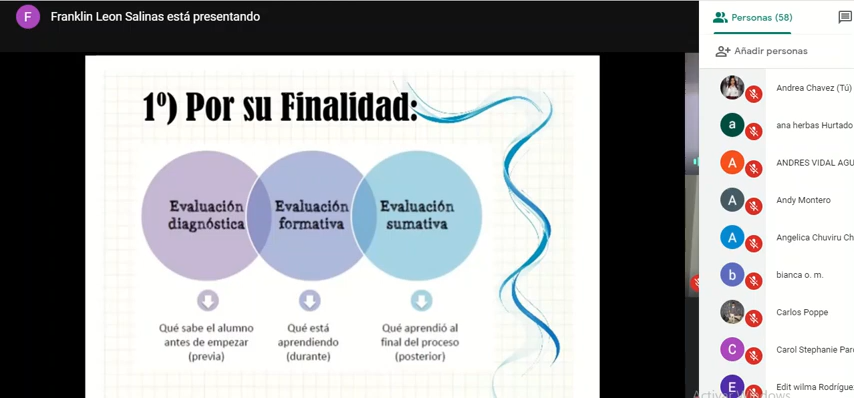 F Franklin Leon Salinas está presentando
1º) Por su Finalidad:
Evaluación
diagnóstica
Evaluación
formativa
Evaluación
sumativa
Qué sabe el alumno
antes de empezar
(previa)
Qué está
aprendiendo
(durante)
Qué aprendió al
final del proceso
(posterior)
Personas (58)
Añadir personas
Andrea Chavez (Tú)
a ana herbas Hurtado
A ANDRES VIDAL AGU
A Andy Montero
A Angelica Chuviru Ch
b bianca o. m.
Carlos Poppe
C Carol Stephanie Par
E Edit wilma Rodrígue
Activar Windows